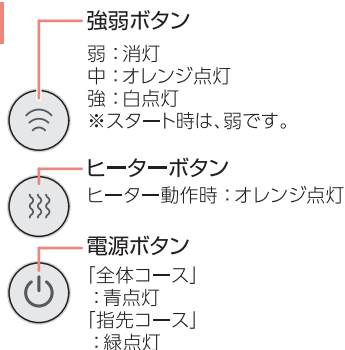 強弱ボタン
弱：消灯
中：オレンジ点灯
強：白点灯
※スタート時は、弱です。
ヒーターボタン
ヒーター動作時：オレンジ点灯
電源ボタン
「全体コース」
：青点灯
「指先コース」
：緑点灯